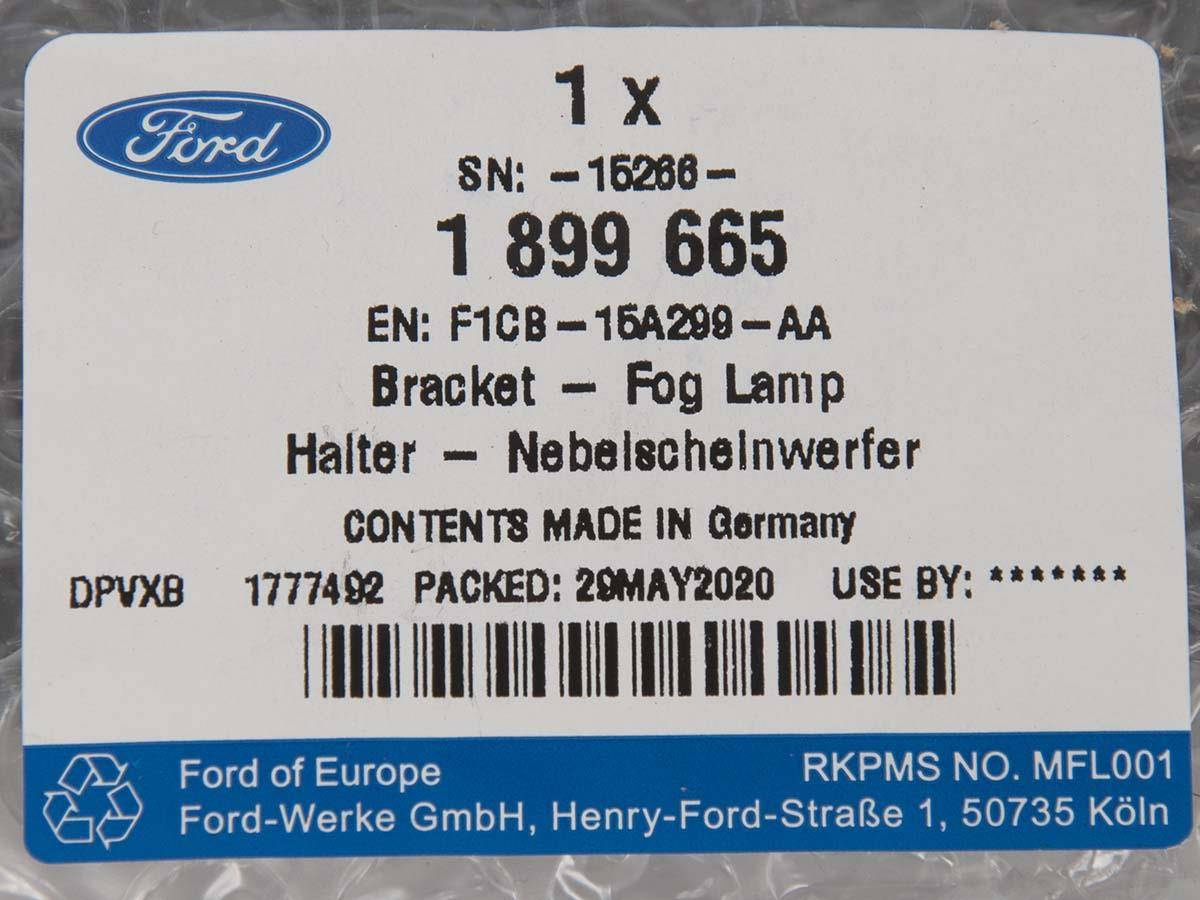 Ford
1 x
SN: -15266-
1 899 665
EN: F1CB-15A299-AA
Bracket - Fog Lamp
Halter - Nebelscheinwerfer
CONTENTS MADE IN Germany
DPVXB 1777492 PACKED: 29MAY2020 USE BY: *******
Ford of Europe RKPMS NO. MFL001
Ford-Werke GmbH, Henry-Ford-Straße 1, 50735 Köln